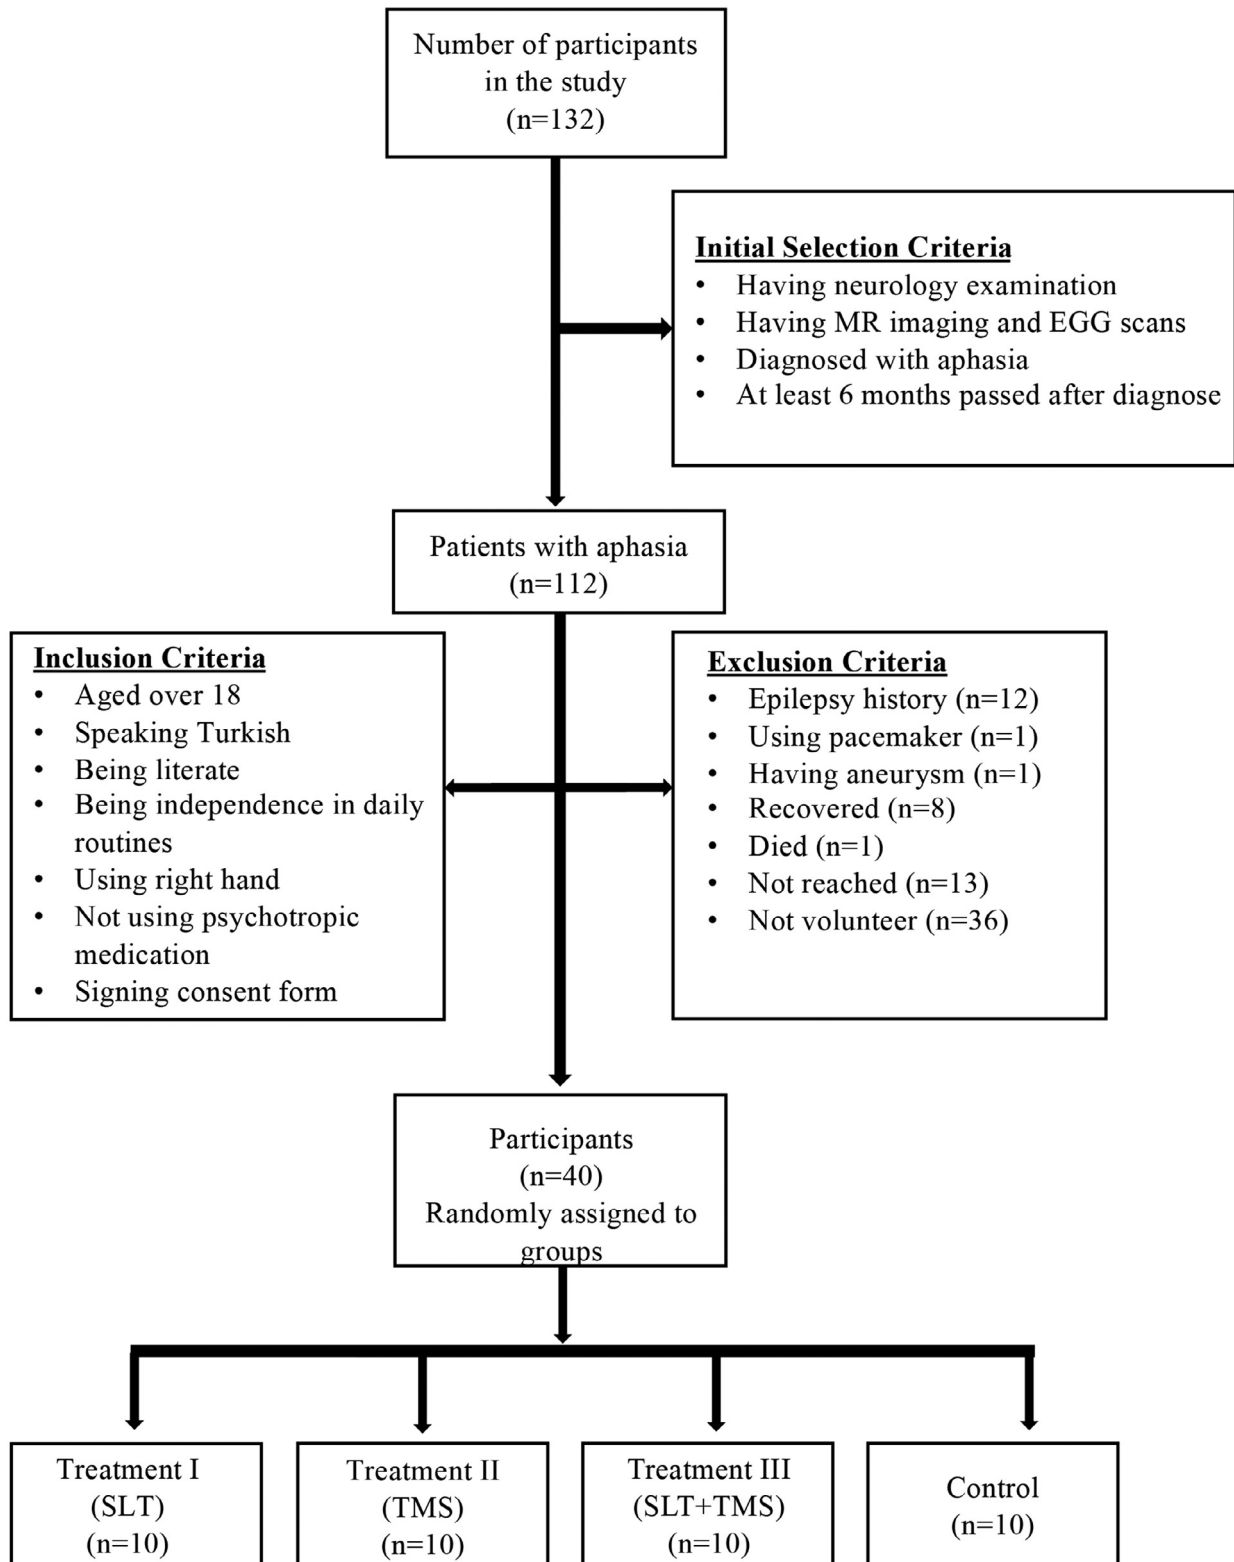 Number of participants
in the study
(n=132)
Initial Selection Criteria
• Having neurology examination
• Having MR imaging and EGG scans
• Diagnosed with aphasia
• At least 6 months passed after diagnose
Patients with aphasia
(n=112)
Inclusion Criteria
• Aged over 18
• Speaking Turkish
• Being literate
• Being independence in daily
routines
• Using right hand
• Not using psychotropic
medication
• Signing consent form
Exclusion Criteria
• Epilepsy history (n=12)
• Using pacemaker (n=1)
• Having aneurysm (n=1)
• Recovered (n=8)
• Died (n=1)
• Not reached (n=13)
• Not volunteer (n=36)
Participants
(n=40)
Randomly assigned to
groups
Treatment I
(SLT)
(n=10)
Treatment II
(TMS)
(n=10)
Treatment III
(SLT+TMS)
(n=10)
Control
(n=10)